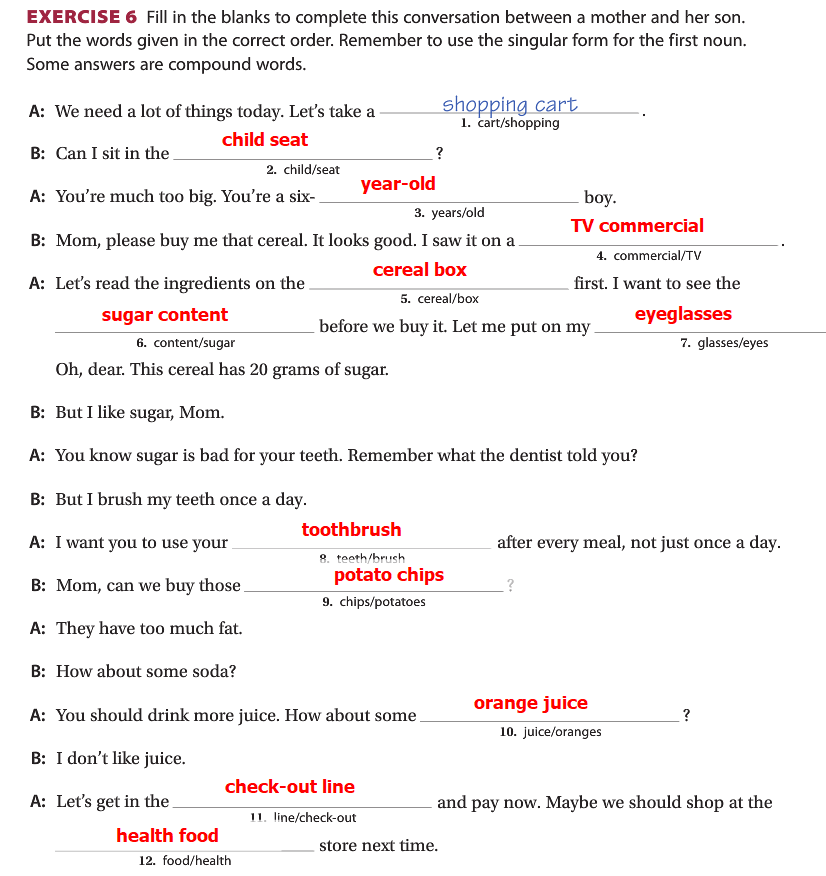 EXERCISE 6 Fill in the blanks to complete this conversation between a mother and her son.
Put the words given in the correct order. Remember to use the singular form for the first noun.
Some answers are compound words.
A: We need a lot of things today. Let's take a shopping cart.
1. cart/shopping
B: Can I sit in the child seat?
2. child/seat
A: You're much too big. You're a six- year-old boy.
3. years/old
B: Mom, please buy me that cereal. It looks good. I saw it on a TV commercial.
4. commercial/TV
A: Let's read the ingredients on the cereal box first. I want to see the
5. cereal/box
sugar content before we buy it. Let me put on my eyeglasses
6. content/sugar 7. glasses/eyes
Oh, dear. This cereal has 20 grams of sugar.
B: But I like sugar, Mom.
A: You know sugar is bad for your teeth. Remember what the dentist told you?
B: But I brush my teeth once a day.
A: I want you to use your toothbrush after every meal, not just once a day.
8. teeth/brush
B: Mom, can we buy those potato chips?
9. chips/potatoes
A: They have too much fat.
B: How about some soda?
A: You should drink more juice. How about some orange juice?
10. juice/oranges
B: I don't like juice.
A: Let's get in the check-out line and pay now. Maybe we should shop at the
11. line/check-out
health food store next time.
12. food/health